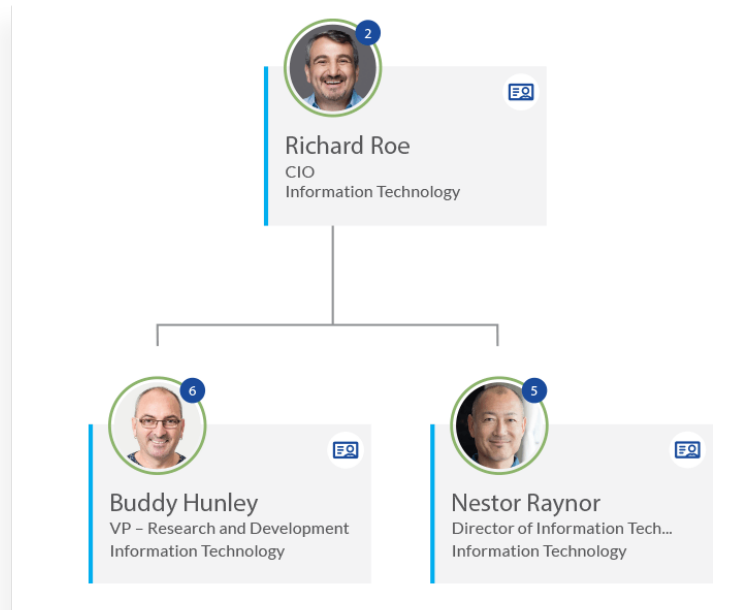 2
Richard Roe
CIO
Information Technology
6
Buddy Hunley
VP – Research and Development
Information Technology
5
Nestor Raynor
Director of Information Tech...
Information Technology